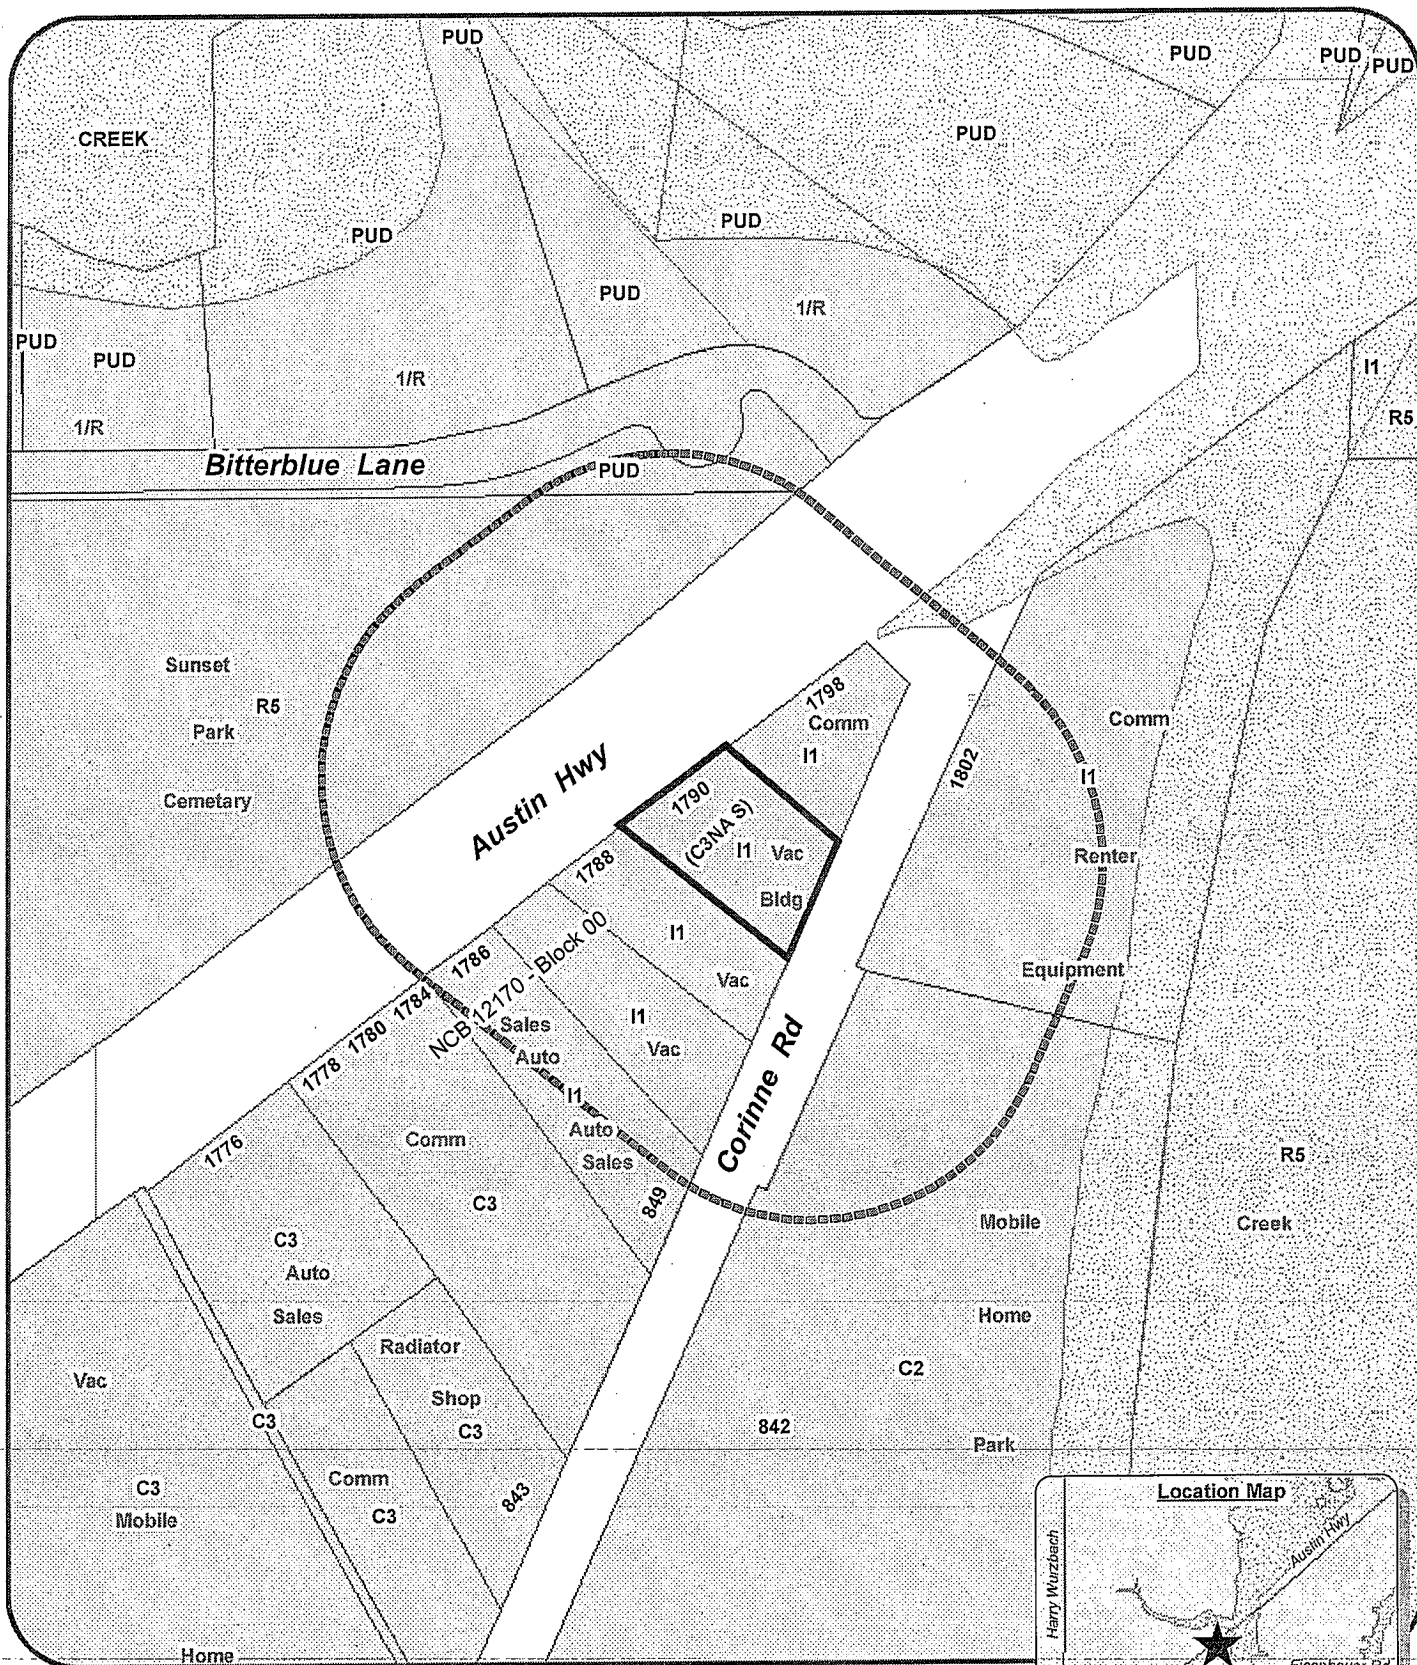 PUD
PUD
PUD
PUD
CREEK
PUD
PUD
PUD
PUD
1/R
PUD
PUD
1/R
1/R
I1
R5
Bitterblue Lane
PUD
Sunset
R5
Park
Cemetary
Austin Hwy
1798
Comm
I1
1802
Comm
I1
1790
(C3NA S)
I1
Vac
Bldg
Renter
Equipment
1788
I1
Vac
NCB 12170 - Block 00
1786
I1
Vac
1784
Sales
Auto
I1
Auto
Sales
849
1780
1778
Corinne Rd
1776
Comm
C3
C3
Auto
Sales
Radiator
Shop
C3
843
Vac
C3
C3
Mobile
Home
Comm
C3
R5
Creek
Mobile
Home
C2
842
Park
Location Map
Harry Wurzbach
Austin Hwy